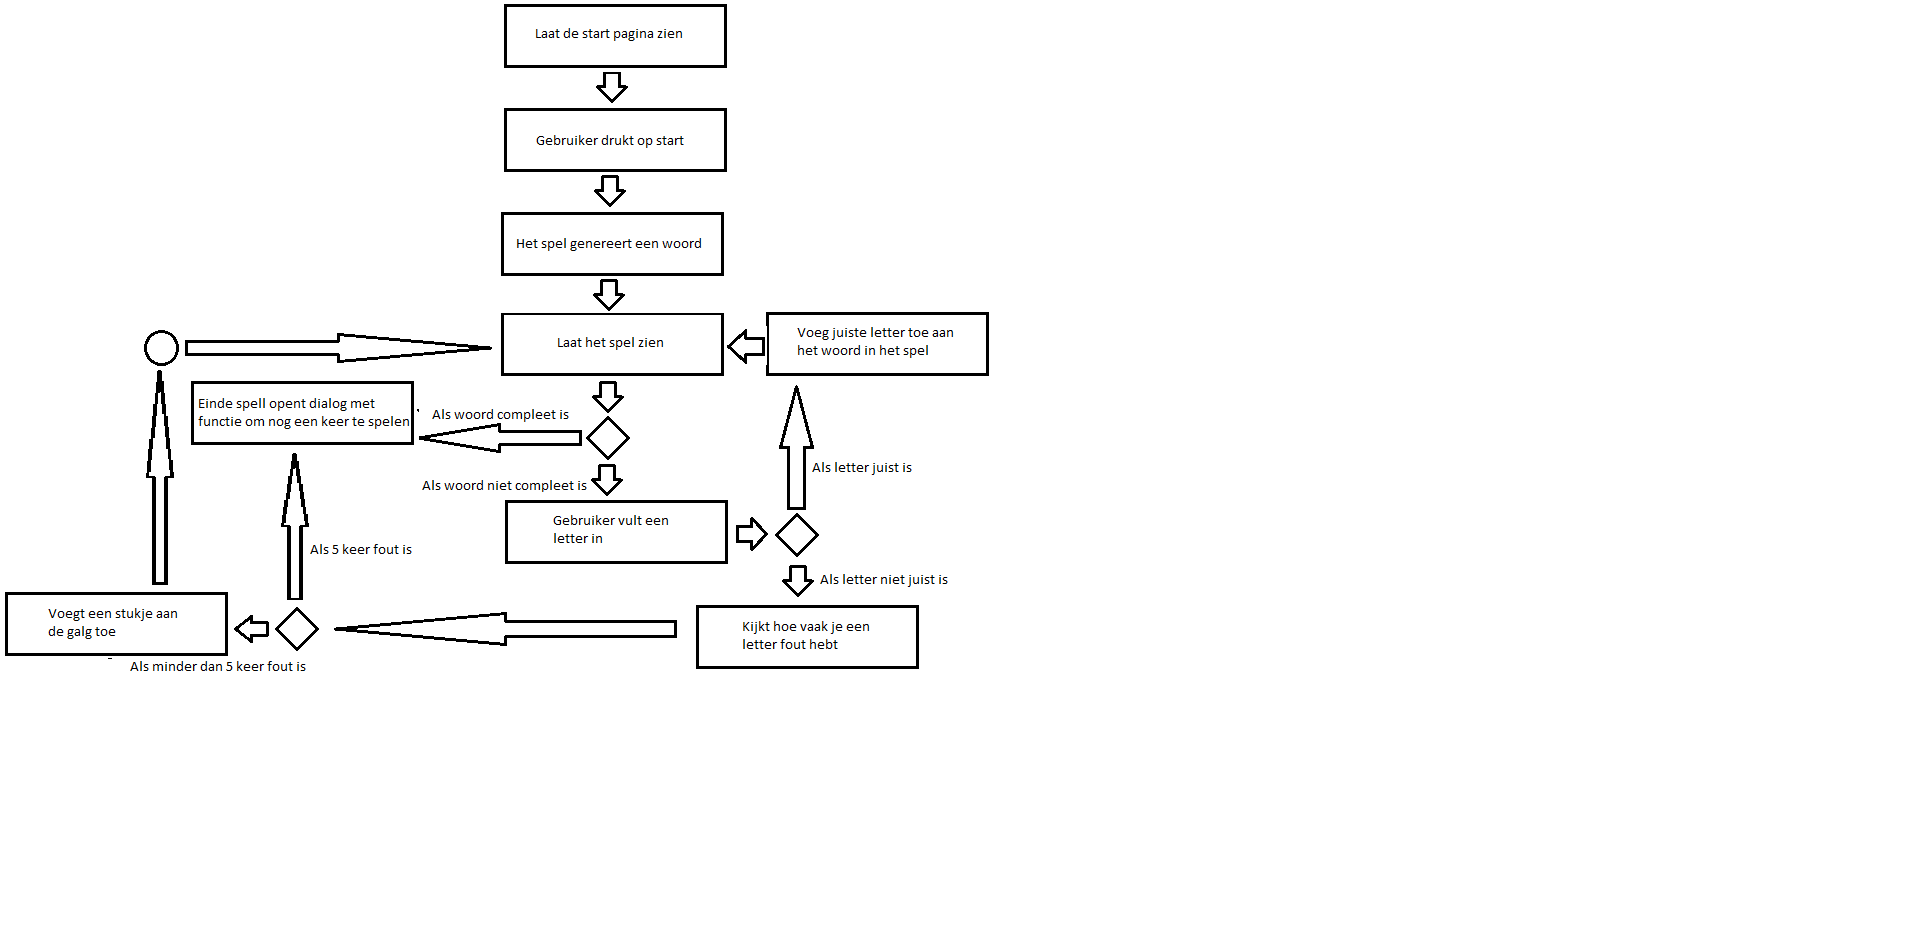 Laat de start pagina zien
Gebruiker drukt op start
Het spel genereert een woord
Laat het spel zien
Voeg juiste letter toe aan
het woord in het spel
Einde spell opent dialog met
functie om nog een keer te spelen
Als woord compleet is
Als woord niet compleet is
Als letter juist is
Gebruiker vult een
letter in
Als 5 keer fout is
Als letter niet juist is
Voegt een stukje aan
de galg toe
Kijkt hoe vaak je een
letter fout hebt
Als minder dan 5 keer fout is